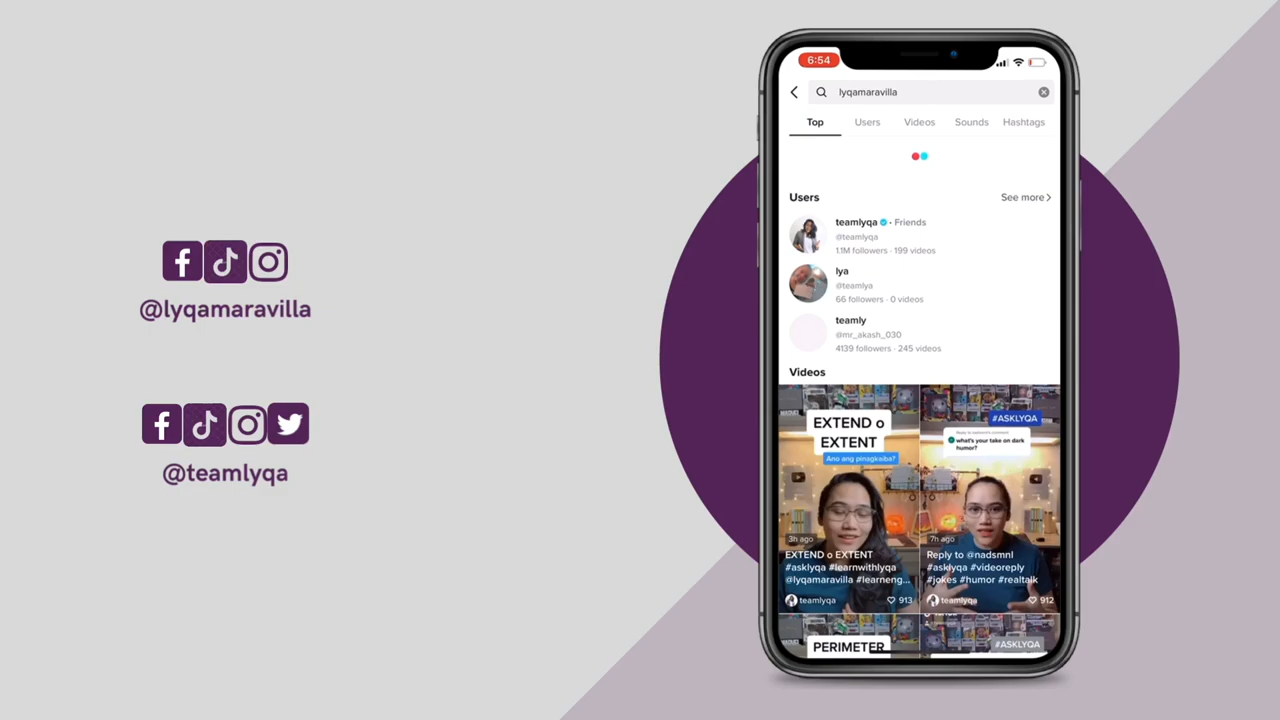 @lyqamaravilla
@teamlyqa
6:54
lyqamaravilla
Top Users Videos Sounds Hashtags
Users See more >
teamlyqa · Friends
@teamlyqa
1.1M followers · 199 videos
lya
@teamlya
66 followers · 0 videos
teamly
@mr_akash_030
4139 followers · 245 videos
Videos
EXTEND o
EXTENT
Ano ang pinagkaiba?
3h ago
EXTEND o EXTENT
#asklyqa #learnwithlyqa
@lyqamaravilla #learneng...
teamlyqa 913
#ASKLYQA
what's your take on dark
humor?
7h ago
Reply to @nadsmnl
#asklyqa #videoreply
#jokes #humor #realtalk
teamlyqa 912
PERIMETER
#ASKLYQA